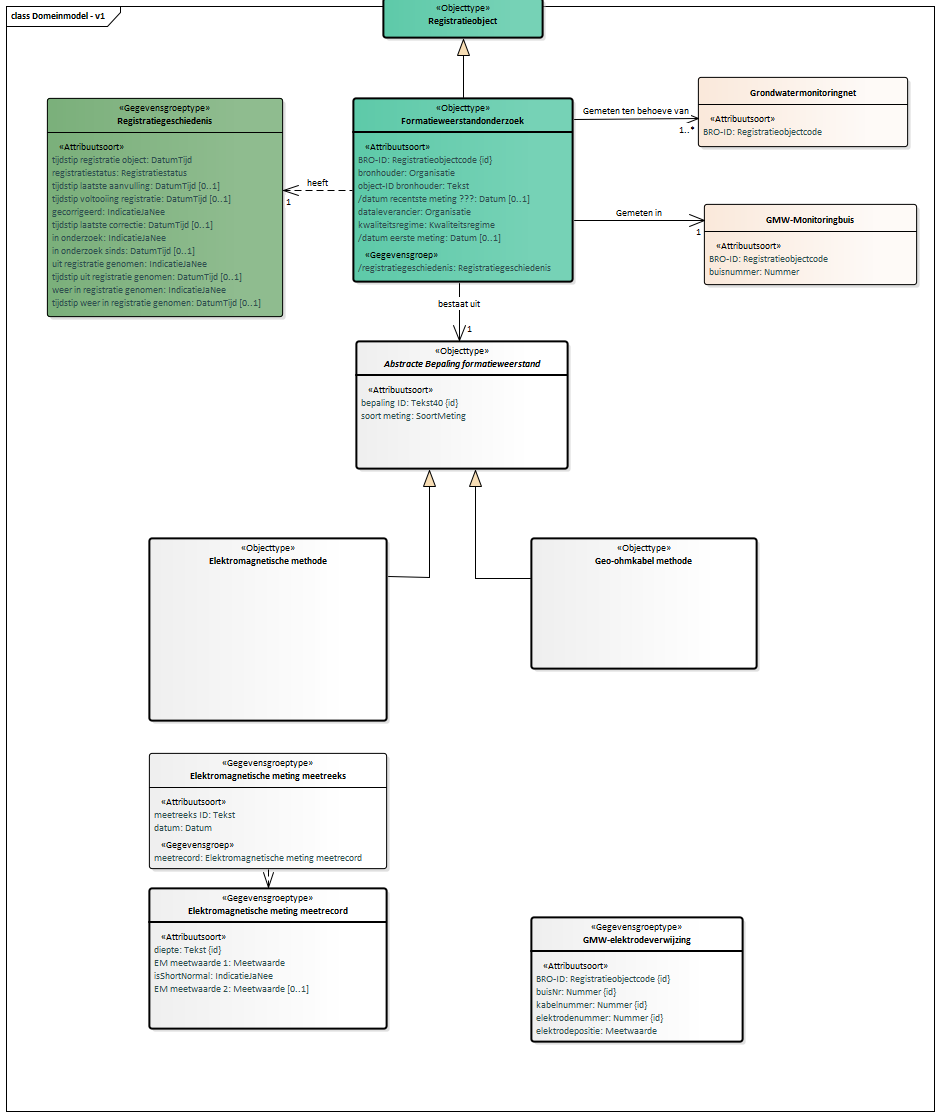 class Domeinmodel - v1
«Objecttype»
Registratieobject
«Gegevensgroeptype»
Registratiegeschiedenis
«Attribuutsoort»
tijdstip registratie object: DatumTijd
registratiestatus: Registratiestatus
tijdstip laatste aanvulling: DatumTijd [0..1]
tijdstip voltooiing registratie: DatumTijd [0..1]
gecorrigeerd: IndicatieJaNee
tijdstip laatste correctie: DatumTijd [0..1]
in onderzoek: IndicatieJaNee
in onderzoek sinds: DatumTijd [0..1]
uit registratie genomen: IndicatieJaNee
tijdstip uit registratie genomen: DatumTijd [0..1]
weer in registratie genomen: IndicatieJaNee
tijdstip weer in registratie genomen: DatumTijd [0..1]
heeft
1
«Objecttype»
Formatieweerstandonderzoek
«Attribuutsoort»
BRO-ID: Registratieobjectcode {id}
bronhouder: Organisatie
object-ID bronhouder: Tekst
/datum recentste meting ???: Datum [0..1]
dataleverancier: Organisatie
kwaliteitsregime: Kwaliteitsregime
/datum eerste meting: Datum [0..1]
«Gegevensgroep»
/registratiegeschiedenis: Registratiegeschiedenis
Gemeten ten behoeve van
1..*
Grondwatermonitoringnet
«Attribuutsoort»
BRO-ID: Registratieobjectcode
Gemeten in
1
GMW-Monitoringbuis
«Attribuutsoort»
BRO-ID: Registratieobjectcode
buisnummer: Nummer
bestaat uit
1
«Objecttype»
Abstracte Bepaling formatieweerstand
«Attribuutsoort»
bepaling ID: Tekst40 {id}
soort meting: SoortMeting
«Objecttype»
Elektromagnetische methode
«Objecttype»
Geo-ohmkabel methode
«Gegevensgroeptype»
Elektromagnetische meting meetreeks
«Attribuutsoort»
meetreeks ID: Tekst
datum: Datum
«Gegevensgroep»
meetrecord: Elektromagnetische meting meetrecord
«Gegevensgroeptype»
Elektromagnetische meting meetrecord
«Attribuutsoort»
diepte: Tekst {id}
EM meetwaarde 1: Meetwaarde
isShortNormal: IndicatieJaNee
EM meetwaarde 2: Meetwaarde [0..1]
«Gegevensgroeptype»
GMW-elektrodeverwijzing
«Attribuutsoort»
BRO-ID: Registratieobjectcode {id}
buisNr: Nummer {id}
kabelnummer: Nummer {id}
elektrodenummer: Nummer {id}
elektrodepositie: Meetwaarde